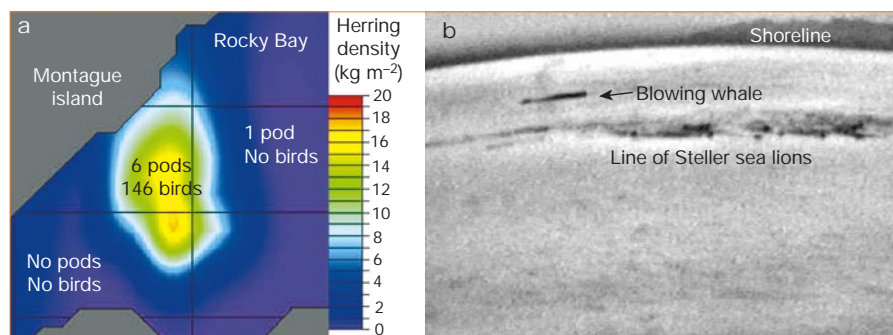 a
Rocky Bay
Montague
island
6 pods
146 birds
1 pod
No birds
No pods
No birds
Herring
density
(kg m⁻²)
20
18
16
14
12
10
8
6
4
2
0
b
Shoreline
Blowing whale
Line of Steller sea lions